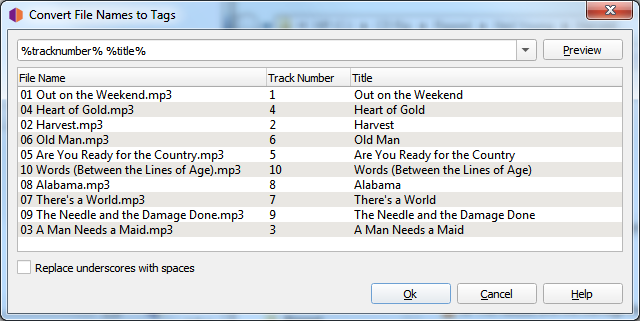 Convert File Names to Tags
%tracknumber% %title%
Preview
File Name Track Number Title
01 Out on the Weekend.mp3 1 Out on the Weekend
04 Heart of Gold.mp3 4 Heart of Gold
02 Harvest.mp3 2 Harvest
06 Old Man.mp3 6 Old Man
05 Are You Ready for the Country.mp3 5 Are You Ready for the Country
10 Words (Between the Lines of Age).mp3 10 Words (Between the Lines of Age)
08 Alabama.mp3 8 Alabama
07 There's a World.mp3 7 There's a World
09 The Needle and the Damage Done.mp3 9 The Needle and the Damage Done
03 A Man Needs a Maid.mp3 3 A Man Needs a Maid
Replace underscores with spaces
Ok Cancel Help